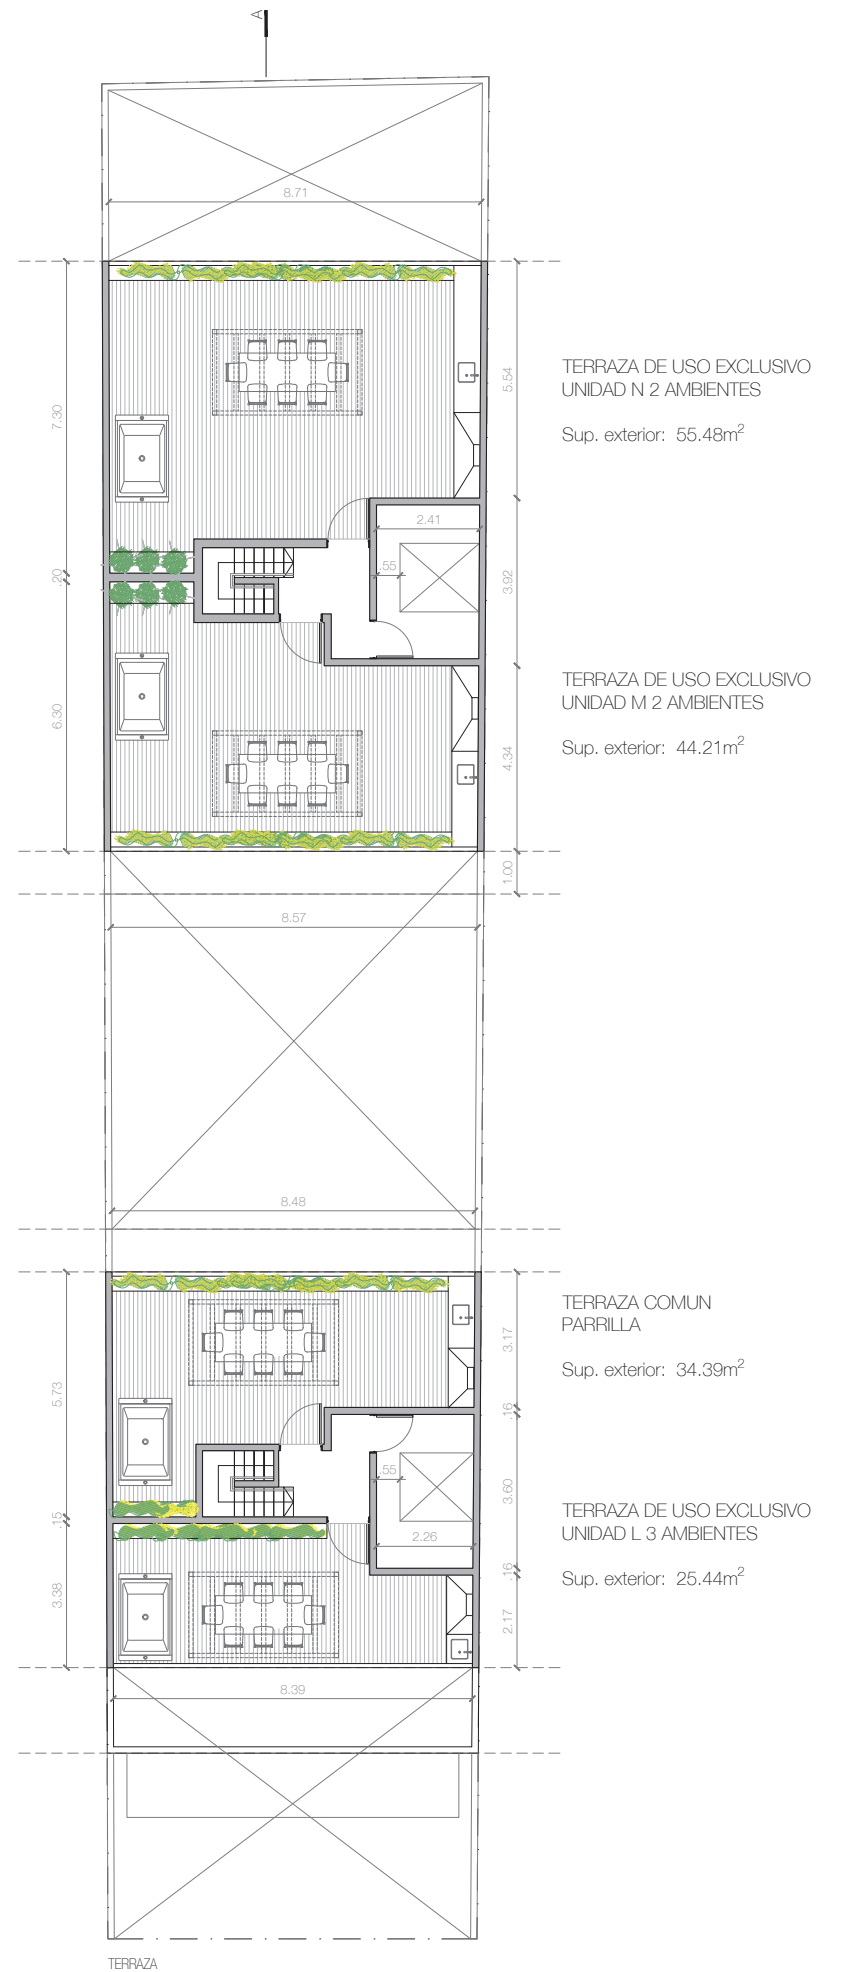 A
8.71
7.30
5.54
TERRAZA DE USO EXCLUSIVO
UNIDAD N 2 AMBIENTES
Sup. exterior: 55.48m²
2.41
.55
.20
3.92
6.30
4.34
TERRAZA DE USO EXCLUSIVO
UNIDAD M 2 AMBIENTES
Sup. exterior: 44.21m²
1.00
8.57
8.48
5.73
3.17
TERRAZA COMUN
PARRILLA
Sup. exterior: 34.39m²
.16
.55
3.60
.15
2.26
TERRAZA DE USO EXCLUSIVO
UNIDAD L 3 AMBIENTES
Sup. exterior: 25.44m²
.16
3.38
2.17
8.39
TERRAZA